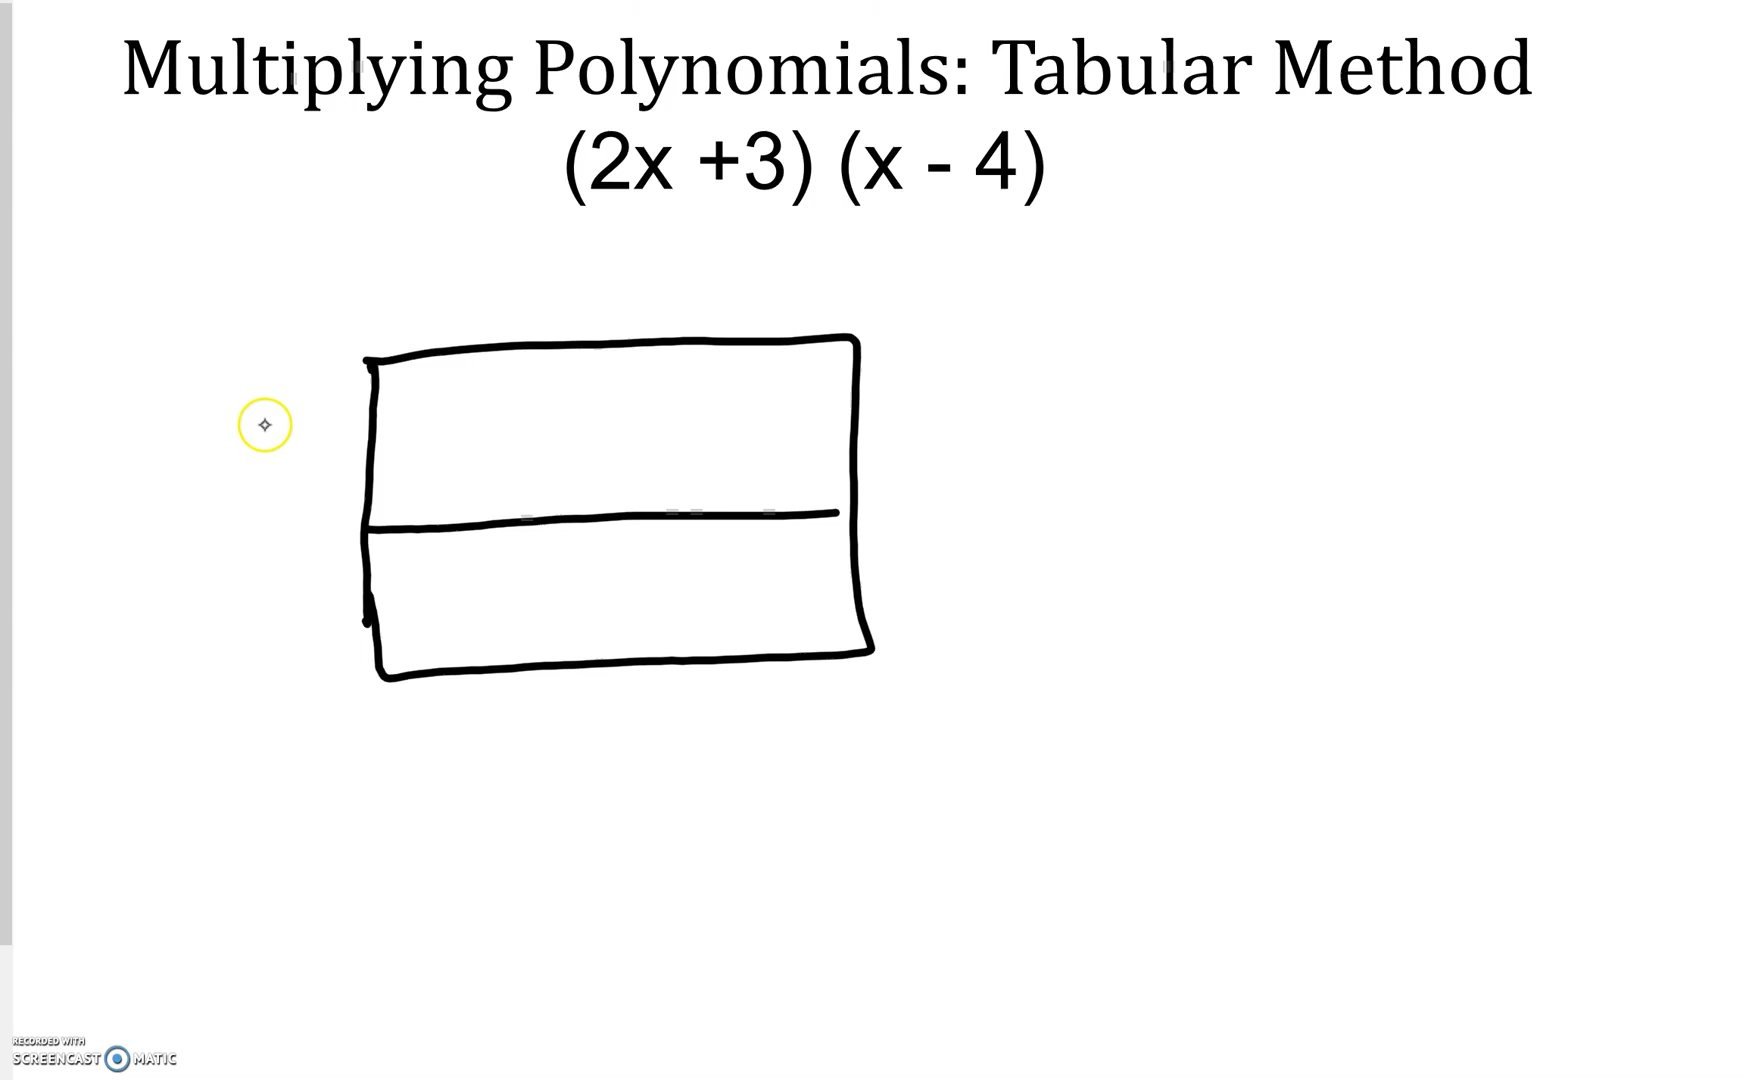 Multiplying Polynomials: Tabular Method
(2x +3) (x - 4)
RECORDED WITH
SCREENCAST MATIC